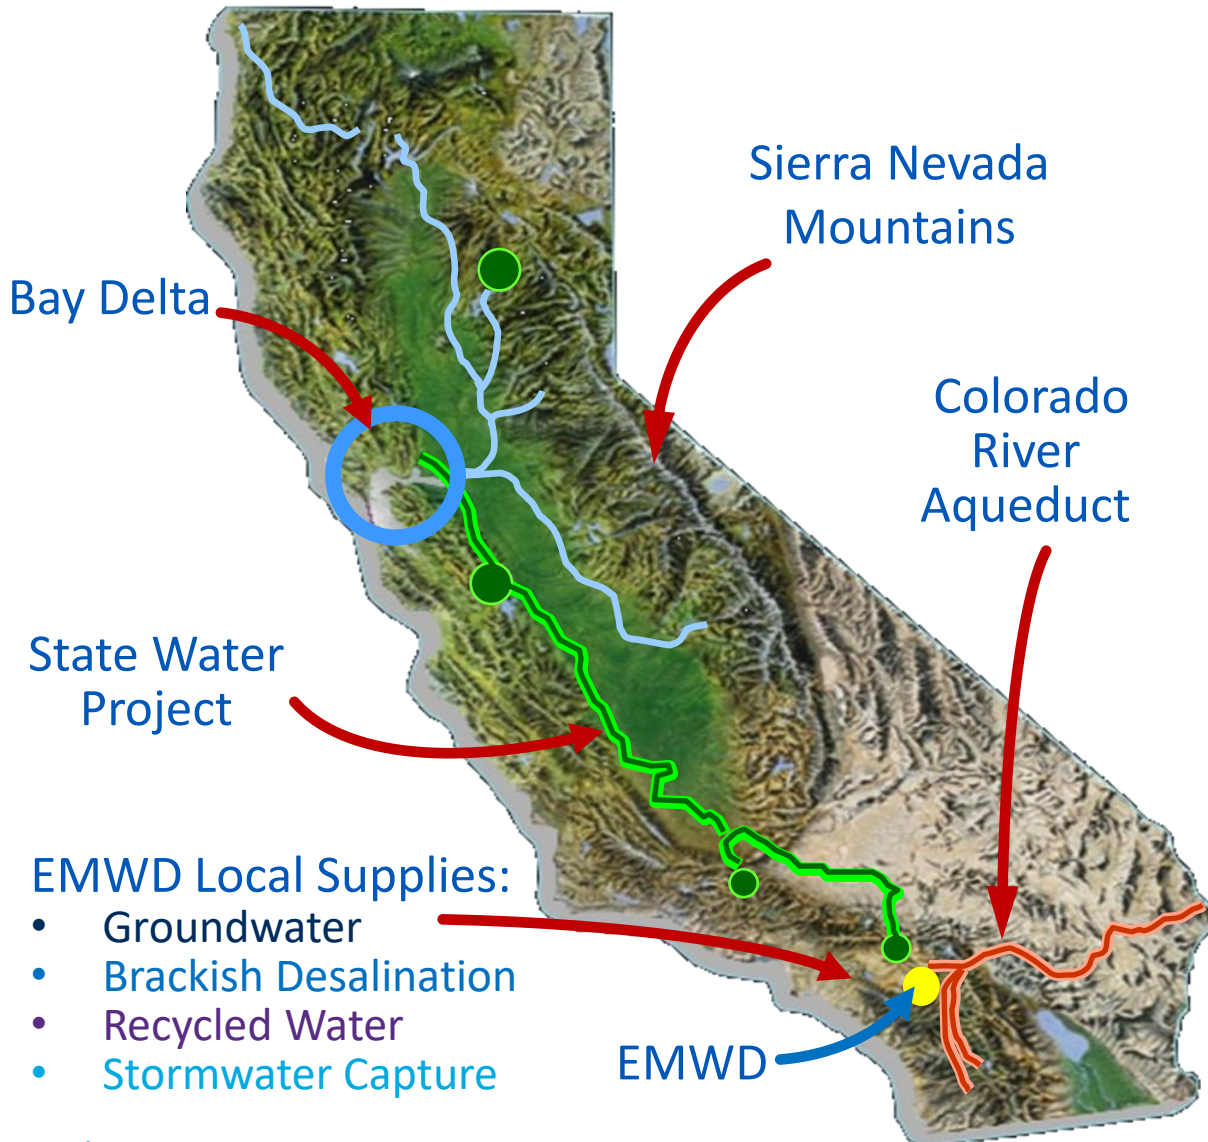 Sierra Nevada
Mountains
Bay Delta
Colorado
River
Aqueduct
State Water
Project
EMWD Local Supplies:
• Groundwater
• Brackish Desalination
• Recycled Water
• Stormwater Capture
EMWD